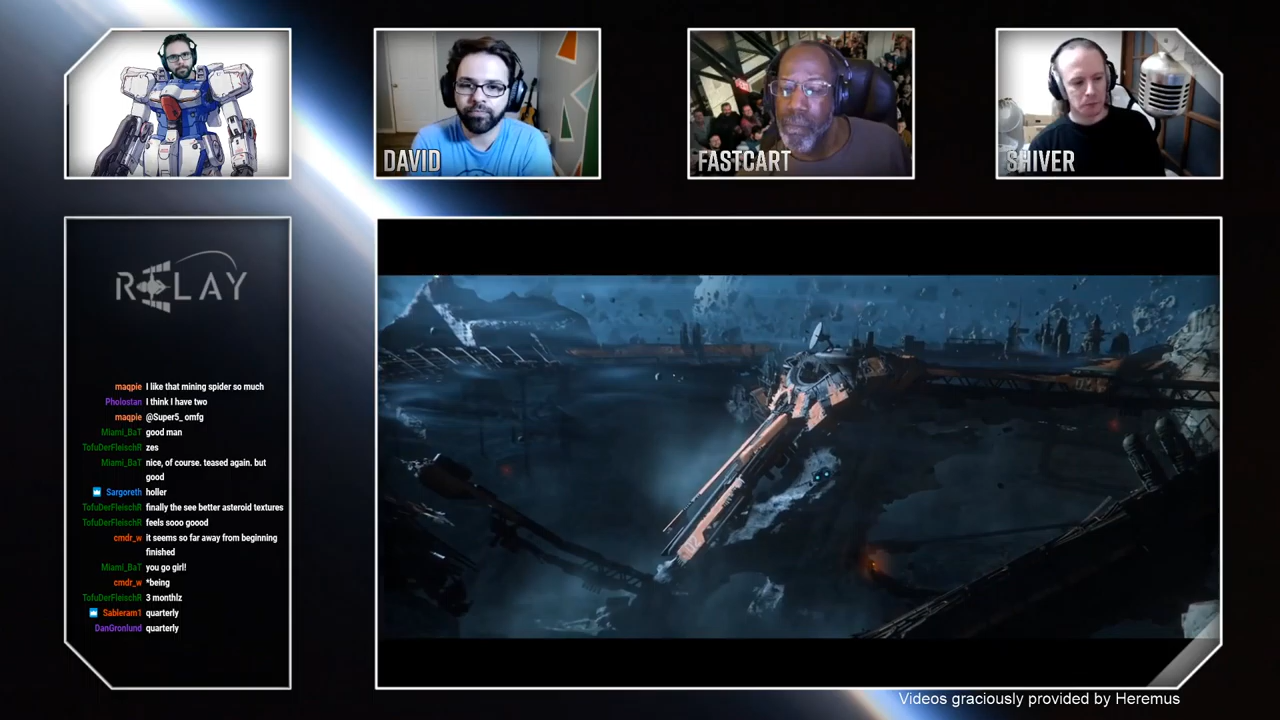 DAVID
FASTCART
SHIVER
RELAY
maqpie I like that mining spider so much
Pholostan I think I have two
maqpie @Super5_ omfg
Miami_BaT good man
TofuDerFleischR zes
Miami_BaT nice, of course. teased again. but
good
Sargoreth holler
TofuDerFleischR finally the see better asteroid textures
TofuDerFleischR feels sooo goood
cmdr_w it seems so far away from beginning
finished
Miami_BaT you go girl!
cmdr_w *being
TofuDerFleischR 3 monthlz
Sableram1 quarterly
DanGronlund quarterly
Videos graciously provided by Heremus